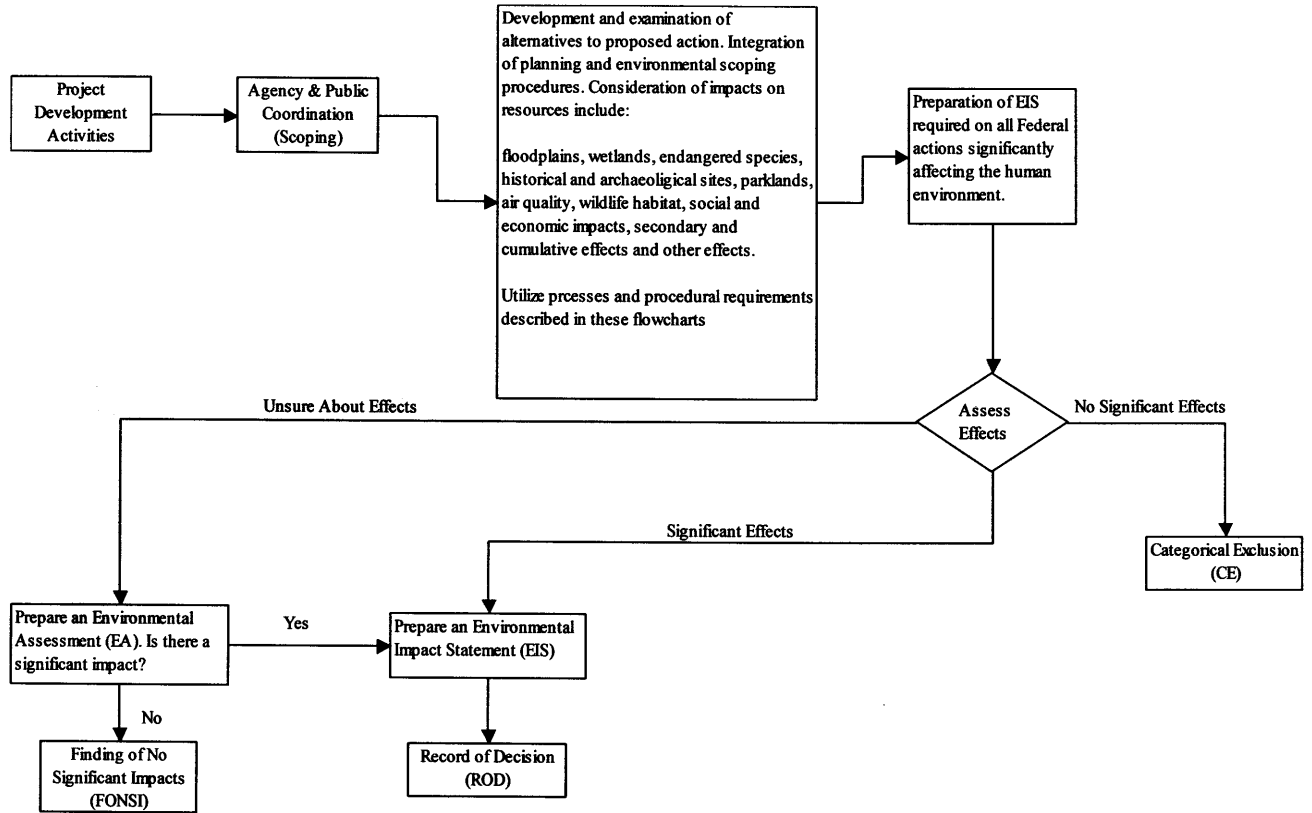 Project
Development
Activities
Agency & Public
Coordination
(Scoping)
Development and examination of
alternatives to proposed action. Integration
of planning and environmental scoping
procedures. Consideration of impacts on
resources include:
floodplains, wetlands, endangered species,
historical and archaeoligical sites, parklands,
air quality, wildlife habitat, social and
economic impacts, secondary and
cumulative effects and other effects.
Utilize prcesses and procedural requirements
described in these flowcharts
Preparation of EIS
required on all Federal
actions significantly
affecting the human
environment.
Assess
Effects
Unsure About Effects
No Significant Effects
Significant Effects
Categorical Exclusion
(CE)
Prepare an Environmental
Assessment (EA). Is there a
significant impact?
Yes
Prepare an Environmental
Impact Statement (EIS)
No
Finding of No
Significant Impacts
(FONSI)
Record of Decision
(ROD)